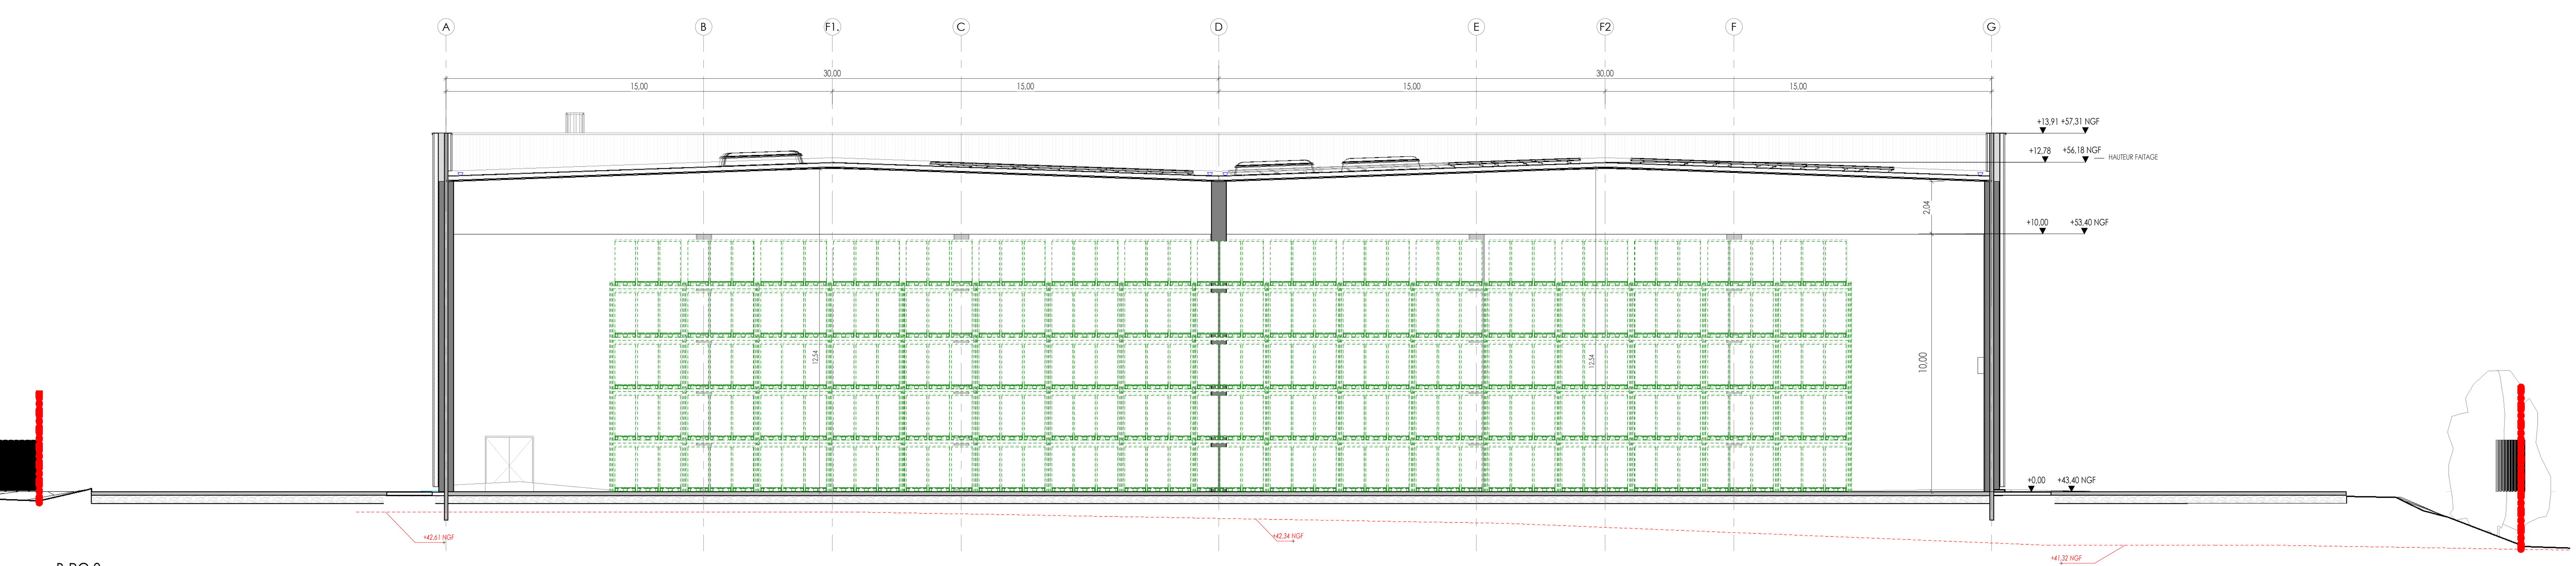 A B F1. C D E F2 F G
30,00 30,00
15,00 15,00 15,00 15,00
+13,91 +57,31 NGF
+12,78 +56,18 NGF
HAUTEUR FAITAGE
2,04
+10,00 +53,40 NGF
12,54 12,54 10,00
+0,00 +43,40 NGF
+42,61 NGF
+42,34 NGF
+41,32 NGF